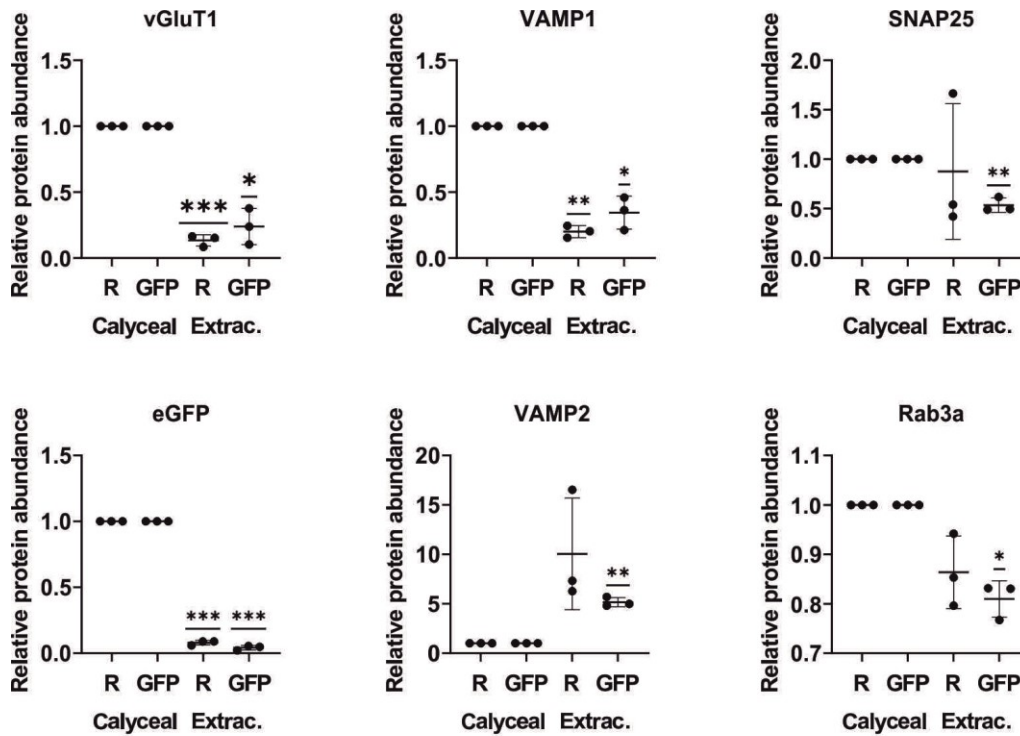 vGluT1
Relative protein abundance
1.5
1.0
0.5
0.0
***
*
R GFP R GFP
Calyceal Extrac.
VAMP1
Relative protein abundance
1.5
1.0
0.5
0.0
**
*
R GFP R GFP
Calyceal Extrac.
SNAP25
Relative protein abundance
2.0
1.5
1.0
0.5
0.0
**
R GFP R GFP
Calyceal Extrac.
eGFP
Relative protein abundance
1.5
1.0
0.5
0.0
*** ***
R GFP R GFP
Calyceal Extrac.
VAMP2
Relative protein abundance
20
15
10
5
0
**
R GFP R GFP
Calyceal Extrac.
Rab3a
Relative protein abundance
1.1
1.0
0.9
0.8
0.7
*
R GFP R GFP
Calyceal Extrac.